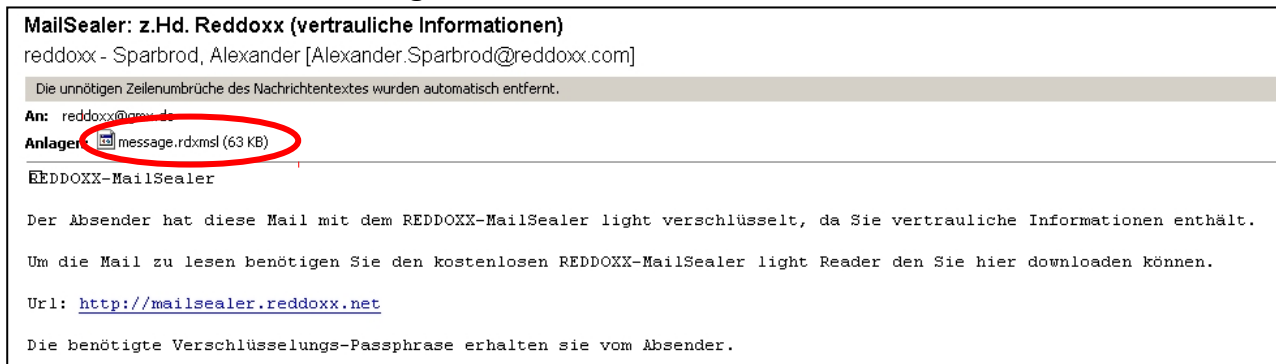 MailSealer: z.Hd. Reddoxx (vertrauliche Informationen)
reddoxx - Sparbrod, Alexander [Alexander.Sparbrod@reddoxx.com]
Die unnötigen Zeilenumbrüche des Nachrichtentextes wurden automatisch entfernt.
An: reddoxx@gmx.de
Anlagen: message.rdxmsl (63 KB)
REDDOXX-MailSealer
Der Absender hat diese Mail mit dem REDDOXX-MailSealer light verschlüsselt, da Sie vertrauliche Informationen enthält.
Um die Mail zu lesen benötigen Sie den kostenlosen REDDOXX-MailSealer light Reader den Sie hier downloaden können.
Url: http://mailsealer.reddoxx.net
Die benötigte Verschlüsselungs-Passphrase erhalten sie vom Absender.